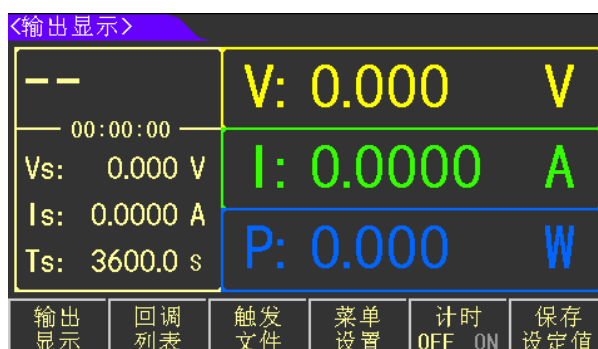 <输出显示>
--
00:00:00
Vs: 0.000 V
Is: 0.0000 A
Ts: 3600.0 s
V: 0.000 V
I: 0.0000 A
P: 0.000 W
输出显示
回调列表
触发文件
菜单设置
计时 OFF ON
保存设定值